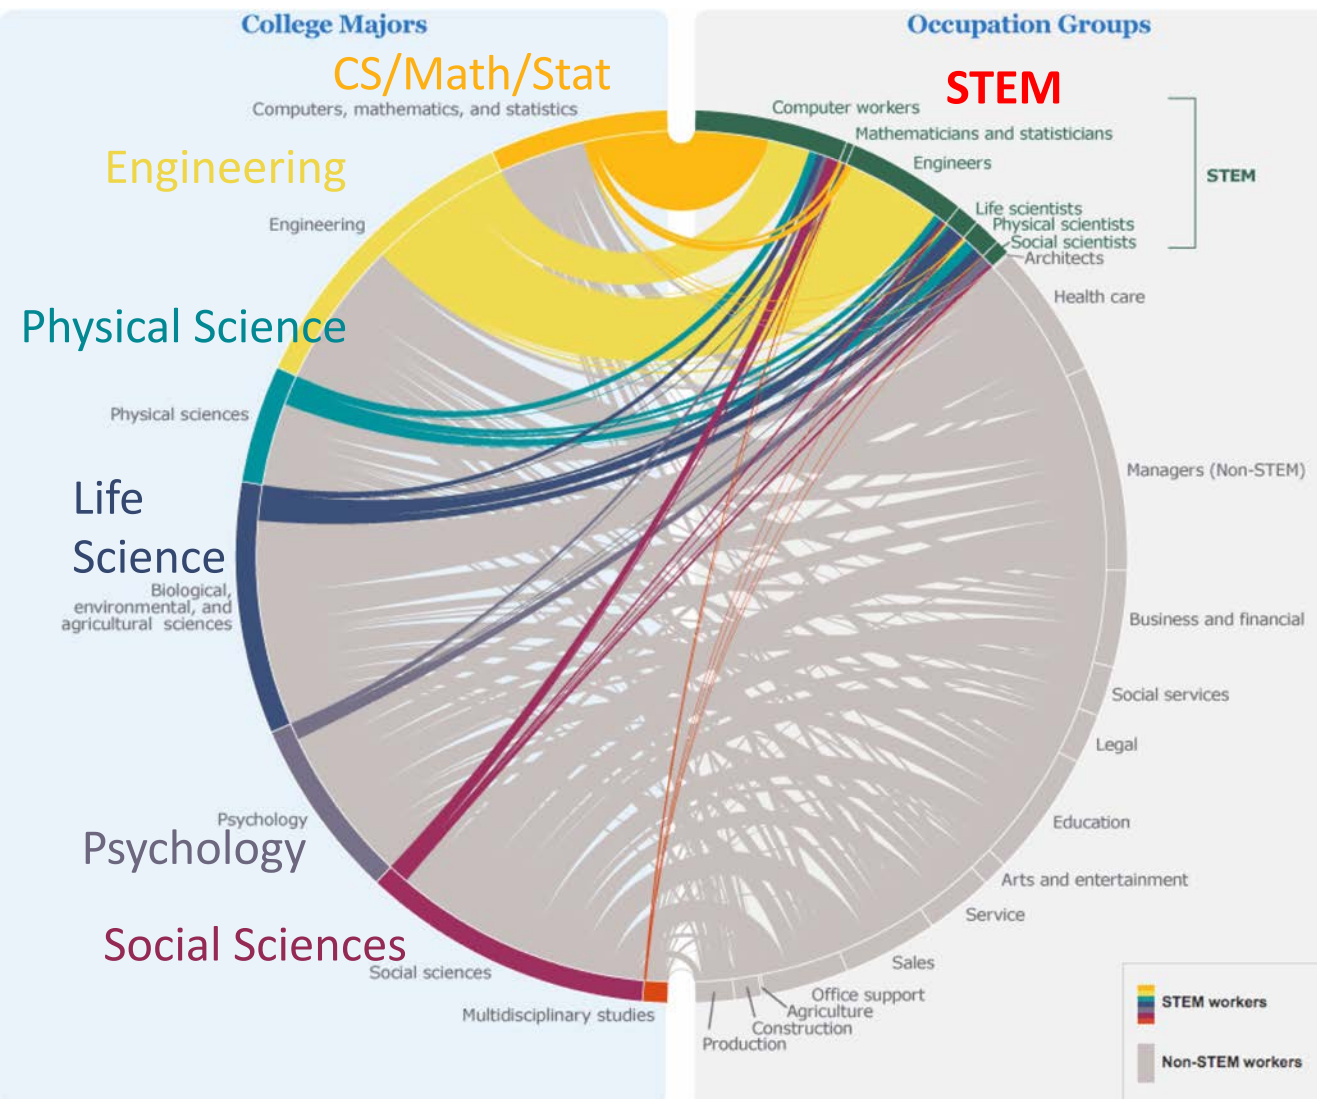 College Majors
Occupation Groups
CS/Math/Stat
STEM
Computers, mathematics, and statistics
Computer workers
Mathematicians and statisticians
Engineering
Engineers
STEM
Engineering
Life scientists
Physical scientists
Social scientists
Architects
Health care
Physical Science
Physical sciences
Managers (Non-STEM)
Life
Science
Biological,
environmental, and
agricultural sciences
Business and financial
Social services
Legal
Psychology
Psychology
Education
Arts and entertainment
Service
Social Sciences
Social sciences
Sales
Multidisciplinary studies
Office support
Agriculture
Construction
Production
STEM workers
Non-STEM workers